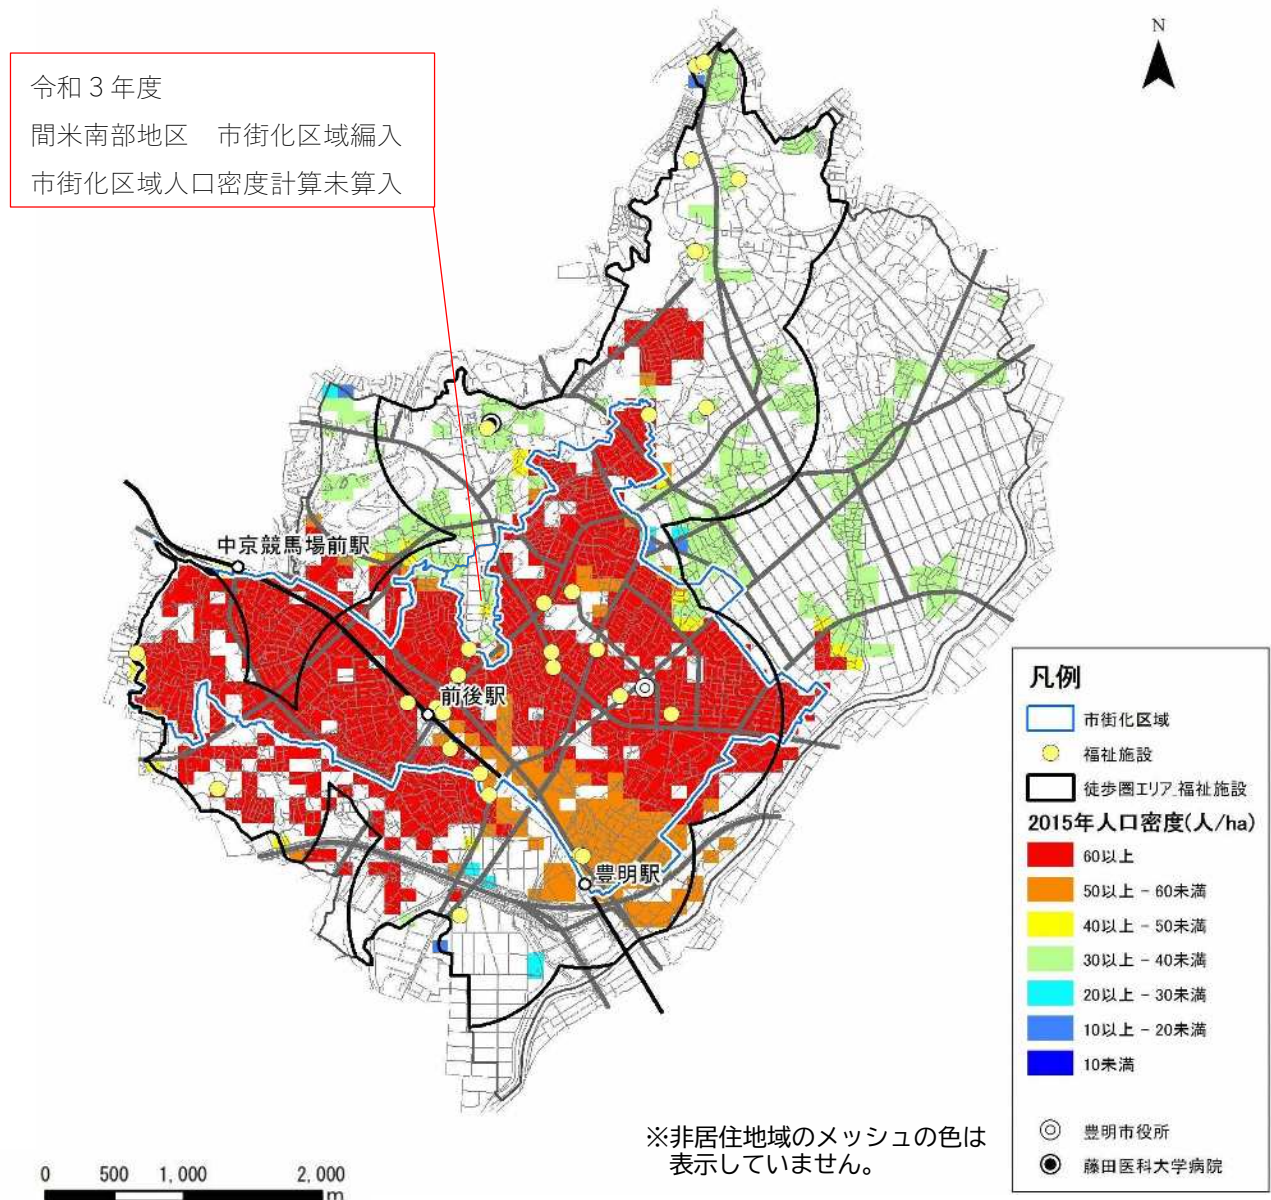 令和３年度
間米南部地区　市街化区域編入
市街化区域人口密度計算未算入
N
中京競馬場前駅
前後駅
豊明駅
凡例
市街化区域
福祉施設
徒歩圏エリア_福祉施設
2015年人口密度(人/ha)
60以上
50以上 - 60未満
40以上 - 50未満
30以上 - 40未満
20以上 - 30未満
10以上 - 20未満
10未満
豊明市役所
藤田医科大学病院
※非居住地域のメッシュの色は
表示していません。
0 500 1,000 2,000
m